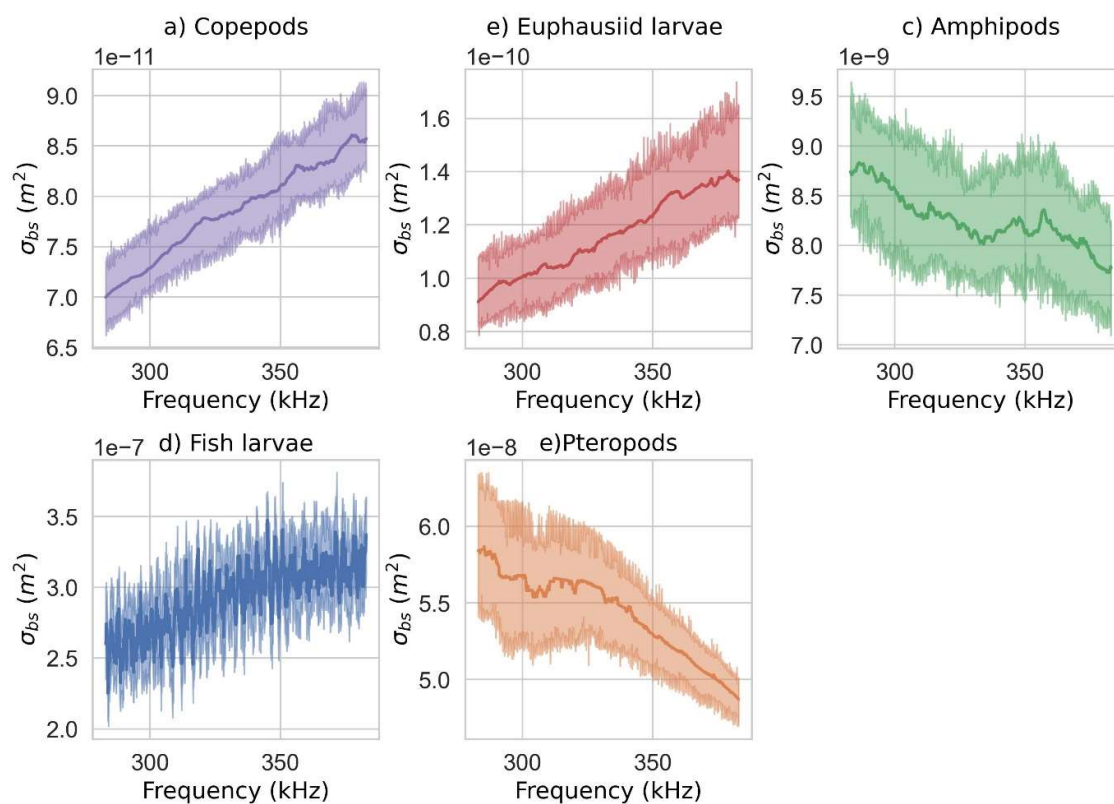 a) Copepods
1e−11
9.0
8.5
8.0
7.5
7.0
6.5
σbs (m²)
300 350
Frequency (kHz)
e) Euphausiid larvae
1e−10
1.6
1.4
1.2
1.0
0.8
σbs (m²)
300 350
Frequency (kHz)
c) Amphipods
1e−9
9.5
9.0
8.5
8.0
7.5
7.0
σbs (m²)
300 350
Frequency (kHz)
1e−7 d) Fish larvae
3.5
3.0
2.5
2.0
σbs (m²)
300 350
Frequency (kHz)
1e−8 e)Pteropods
6.0
5.5
5.0
σbs (m²)
300 350
Frequency (kHz)